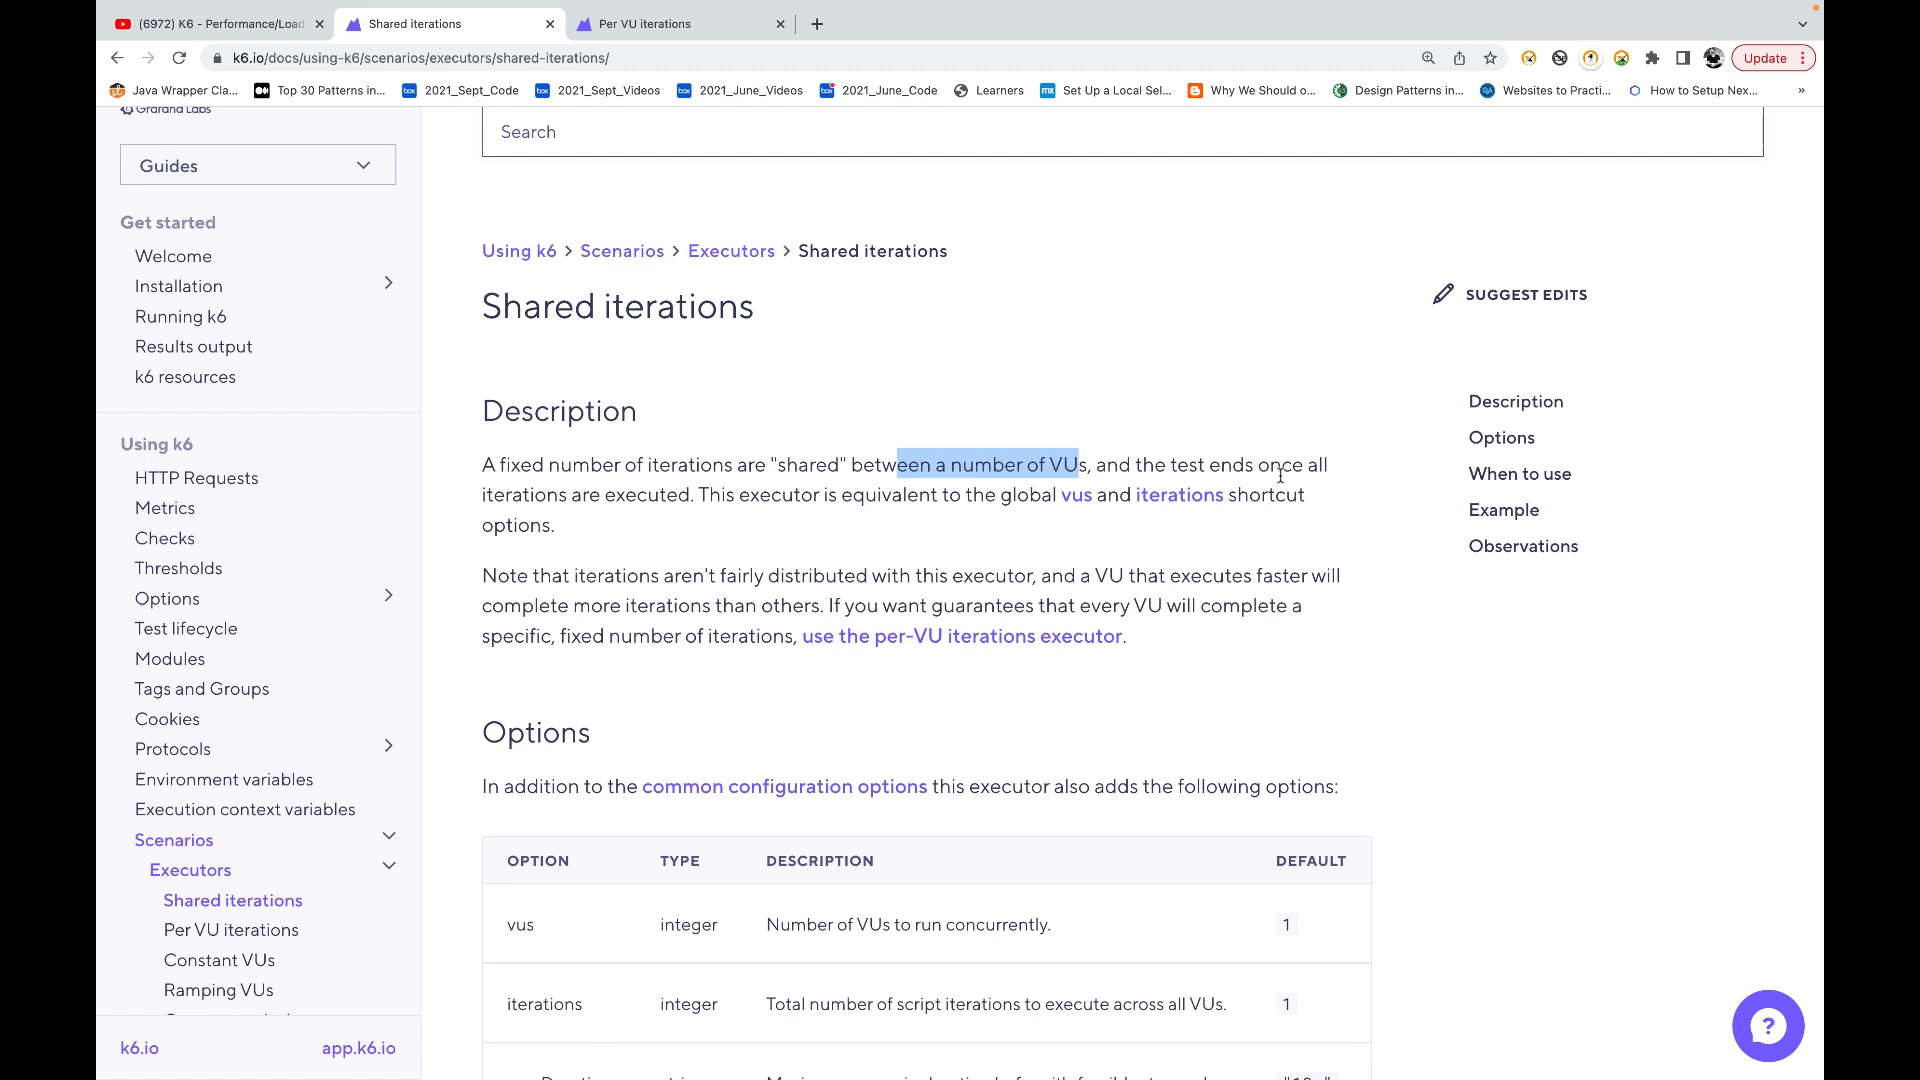 (6972) K6 - Performance/Load
Shared iterations
Per VU iterations
k6.io/docs/using-k6/scenarios/executors/shared-iterations/
Update
Java Wrapper Cla...
Top 30 Patterns in...
2021_Sept_Code
2021_Sept_Videos
2021_June_Videos
2021_June_Code
Learners
Set Up a Local Sel...
Why We Should o...
Design Patterns in...
Websites to Practi...
How to Setup Nex...
»
Grafana Labs
Guides
Get started
Welcome
Installation
Running k6
Results output
k6 resources
Using k6
HTTP Requests
Metrics
Checks
Thresholds
Options
Test lifecycle
Modules
Tags and Groups
Cookies
Protocols
Environment variables
Execution context variables
Scenarios
Executors
Shared iterations
Per VU iterations
Constant VUs
Ramping VUs
k6.io
app.k6.io
Search
Using k6 > Scenarios > Executors > Shared iterations
Shared iterations
SUGGEST EDITS
Description
A fixed number of iterations are "shared" between a number of VUs, and the test ends once all
iterations are executed. This executor is equivalent to the global vus and iterations shortcut
options.
Note that iterations aren't fairly distributed with this executor, and a VU that executes faster will
complete more iterations than others. If you want guarantees that every VU will complete a
specific, fixed number of iterations, use the per-VU iterations executor.
Options
In addition to the common configuration options this executor also adds the following options:
OPTION TYPE DESCRIPTION DEFAULT
vus integer Number of VUs to run concurrently. 1
iterations integer Total number of script iterations to execute across all VUs. 1
Description
Options
When to use
Example
Observations
?